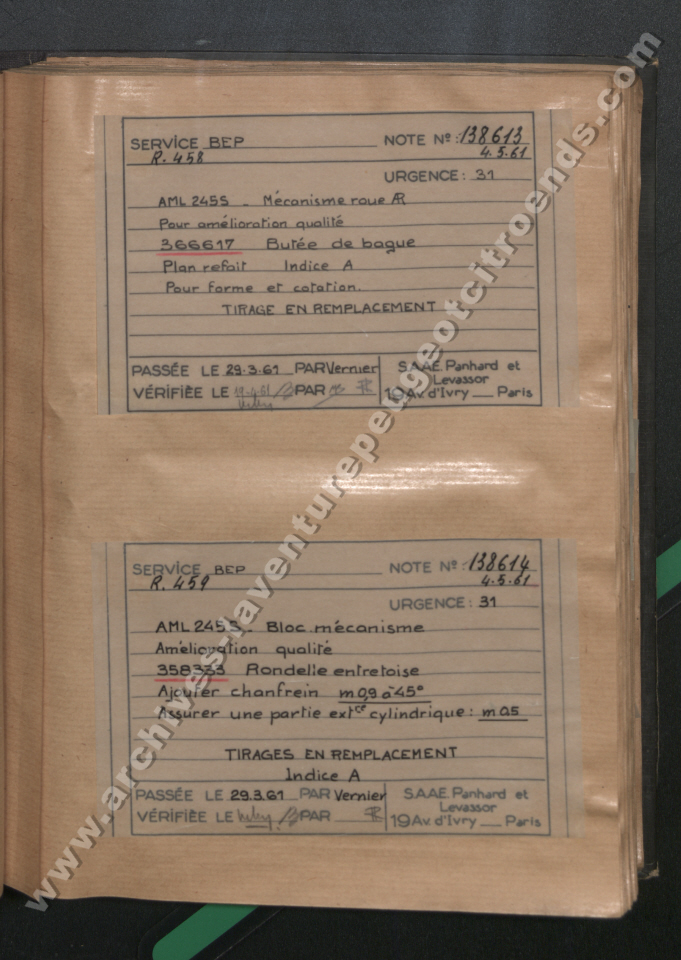 SERVICE BEP NOTE Nº: 138613
R. 458 4.5.61
URGENCE: 31
AML 245S - Mécanisme roue AR
Pour amélioration qualité
366617 Butée de bague
Plan refait Indice A
Pour forme et cotation.
TIRAGE EN REMPLACEMENT
PASSÉE LE 29.3.61 PAR Vernier S.A.A.E. Panhard et
Levassor
VÉRIFIÉE LE PAR 19 Av. d'Ivry — Paris
SERVICE BEP NOTE Nº: 138614
R. 459 4.5.61
URGENCE: 31
AML 245S - Bloc mécanisme
Amélioration qualité
358333 Rondelle entretoise
Ajouter chanfrein m 0,9 à 45°
Assurer une partie extce cylindrique: m 0.5
TIRAGES EN REMPLACEMENT
Indice A
PASSÉE LE 29.3.61 PAR Vernier S.A.A.E. Panhard et
Levassor
VÉRIFIÉE LE PAR 19 Av. d'Ivry — Paris
www.archives-laventurepeugeotcitroends.com